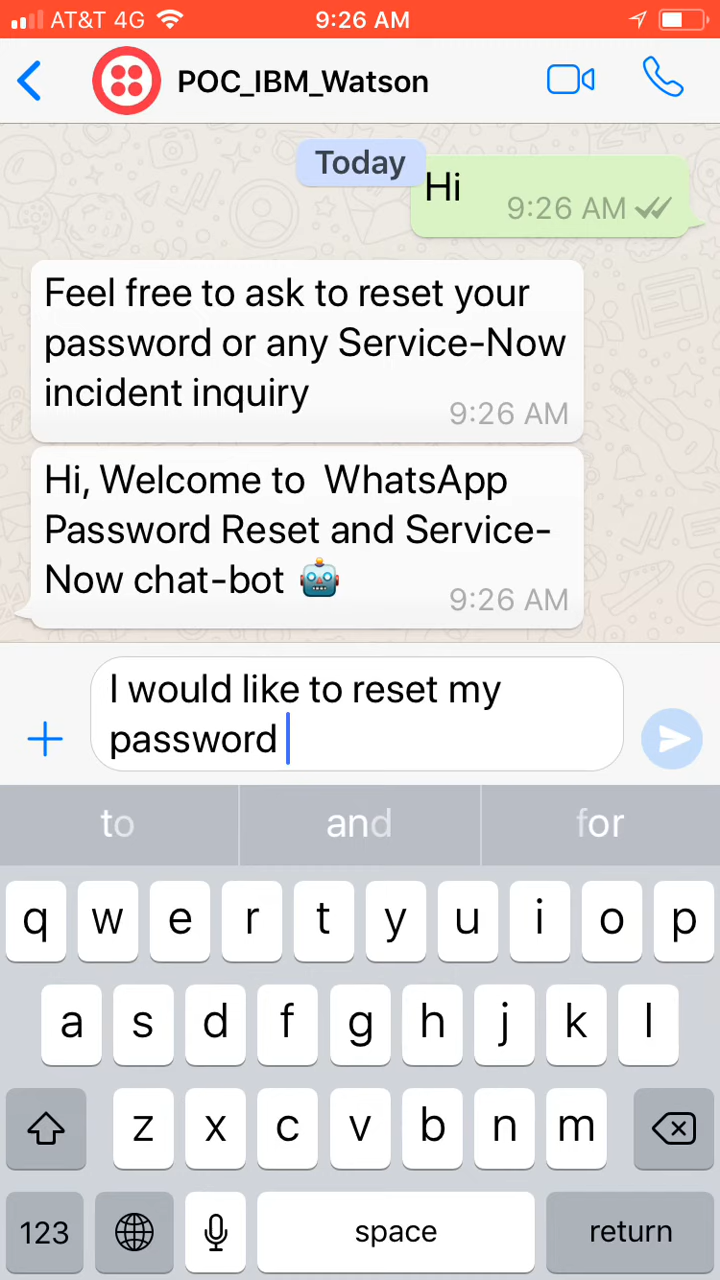 AT&T 4G 9:26 AM
POC_IBM_Watson
Today
Hi
9:26 AM
Feel free to ask to reset your
password or any Service-Now
incident inquiry
9:26 AM
Hi, Welcome to  WhatsApp
Password Reset and Service-
Now chat-bot 🤖
9:26 AM
I would like to reset my
password
to and for
q w e r t y u i o p
a s d f g h j k l
z x c v b n m
123 space return